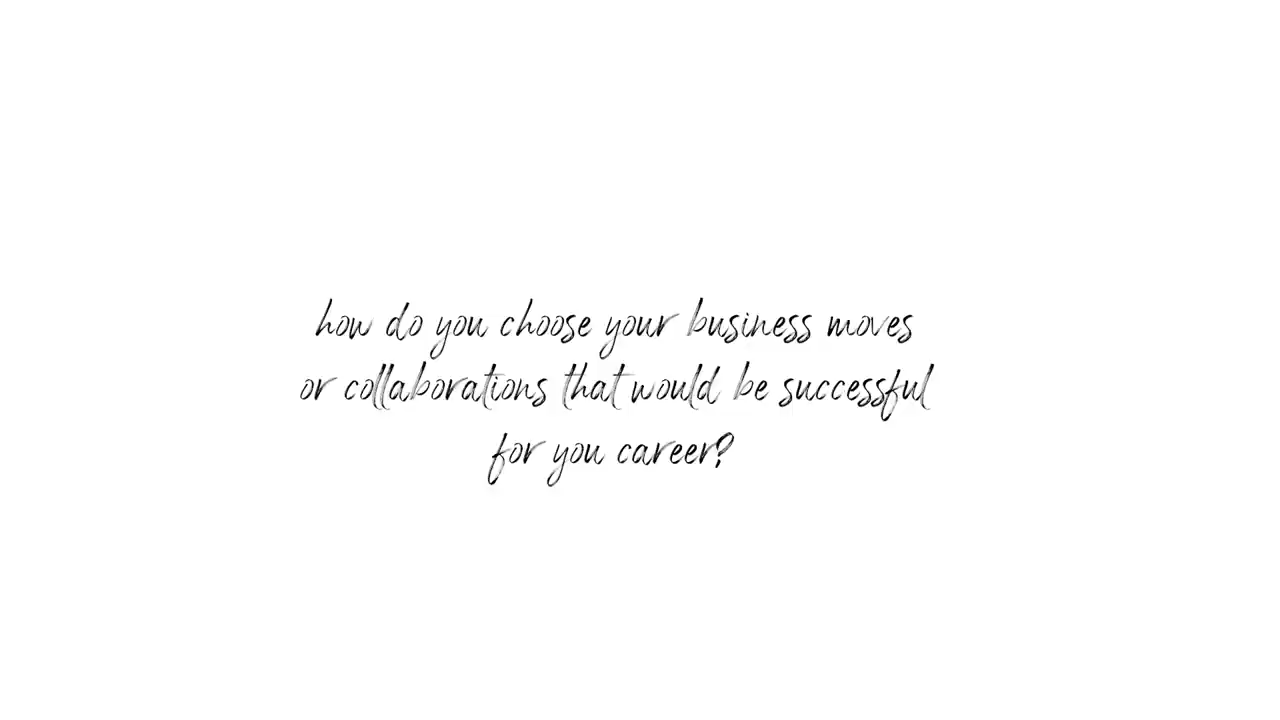 how do you choose your business moves
or collaborations that would be successful
for you career?